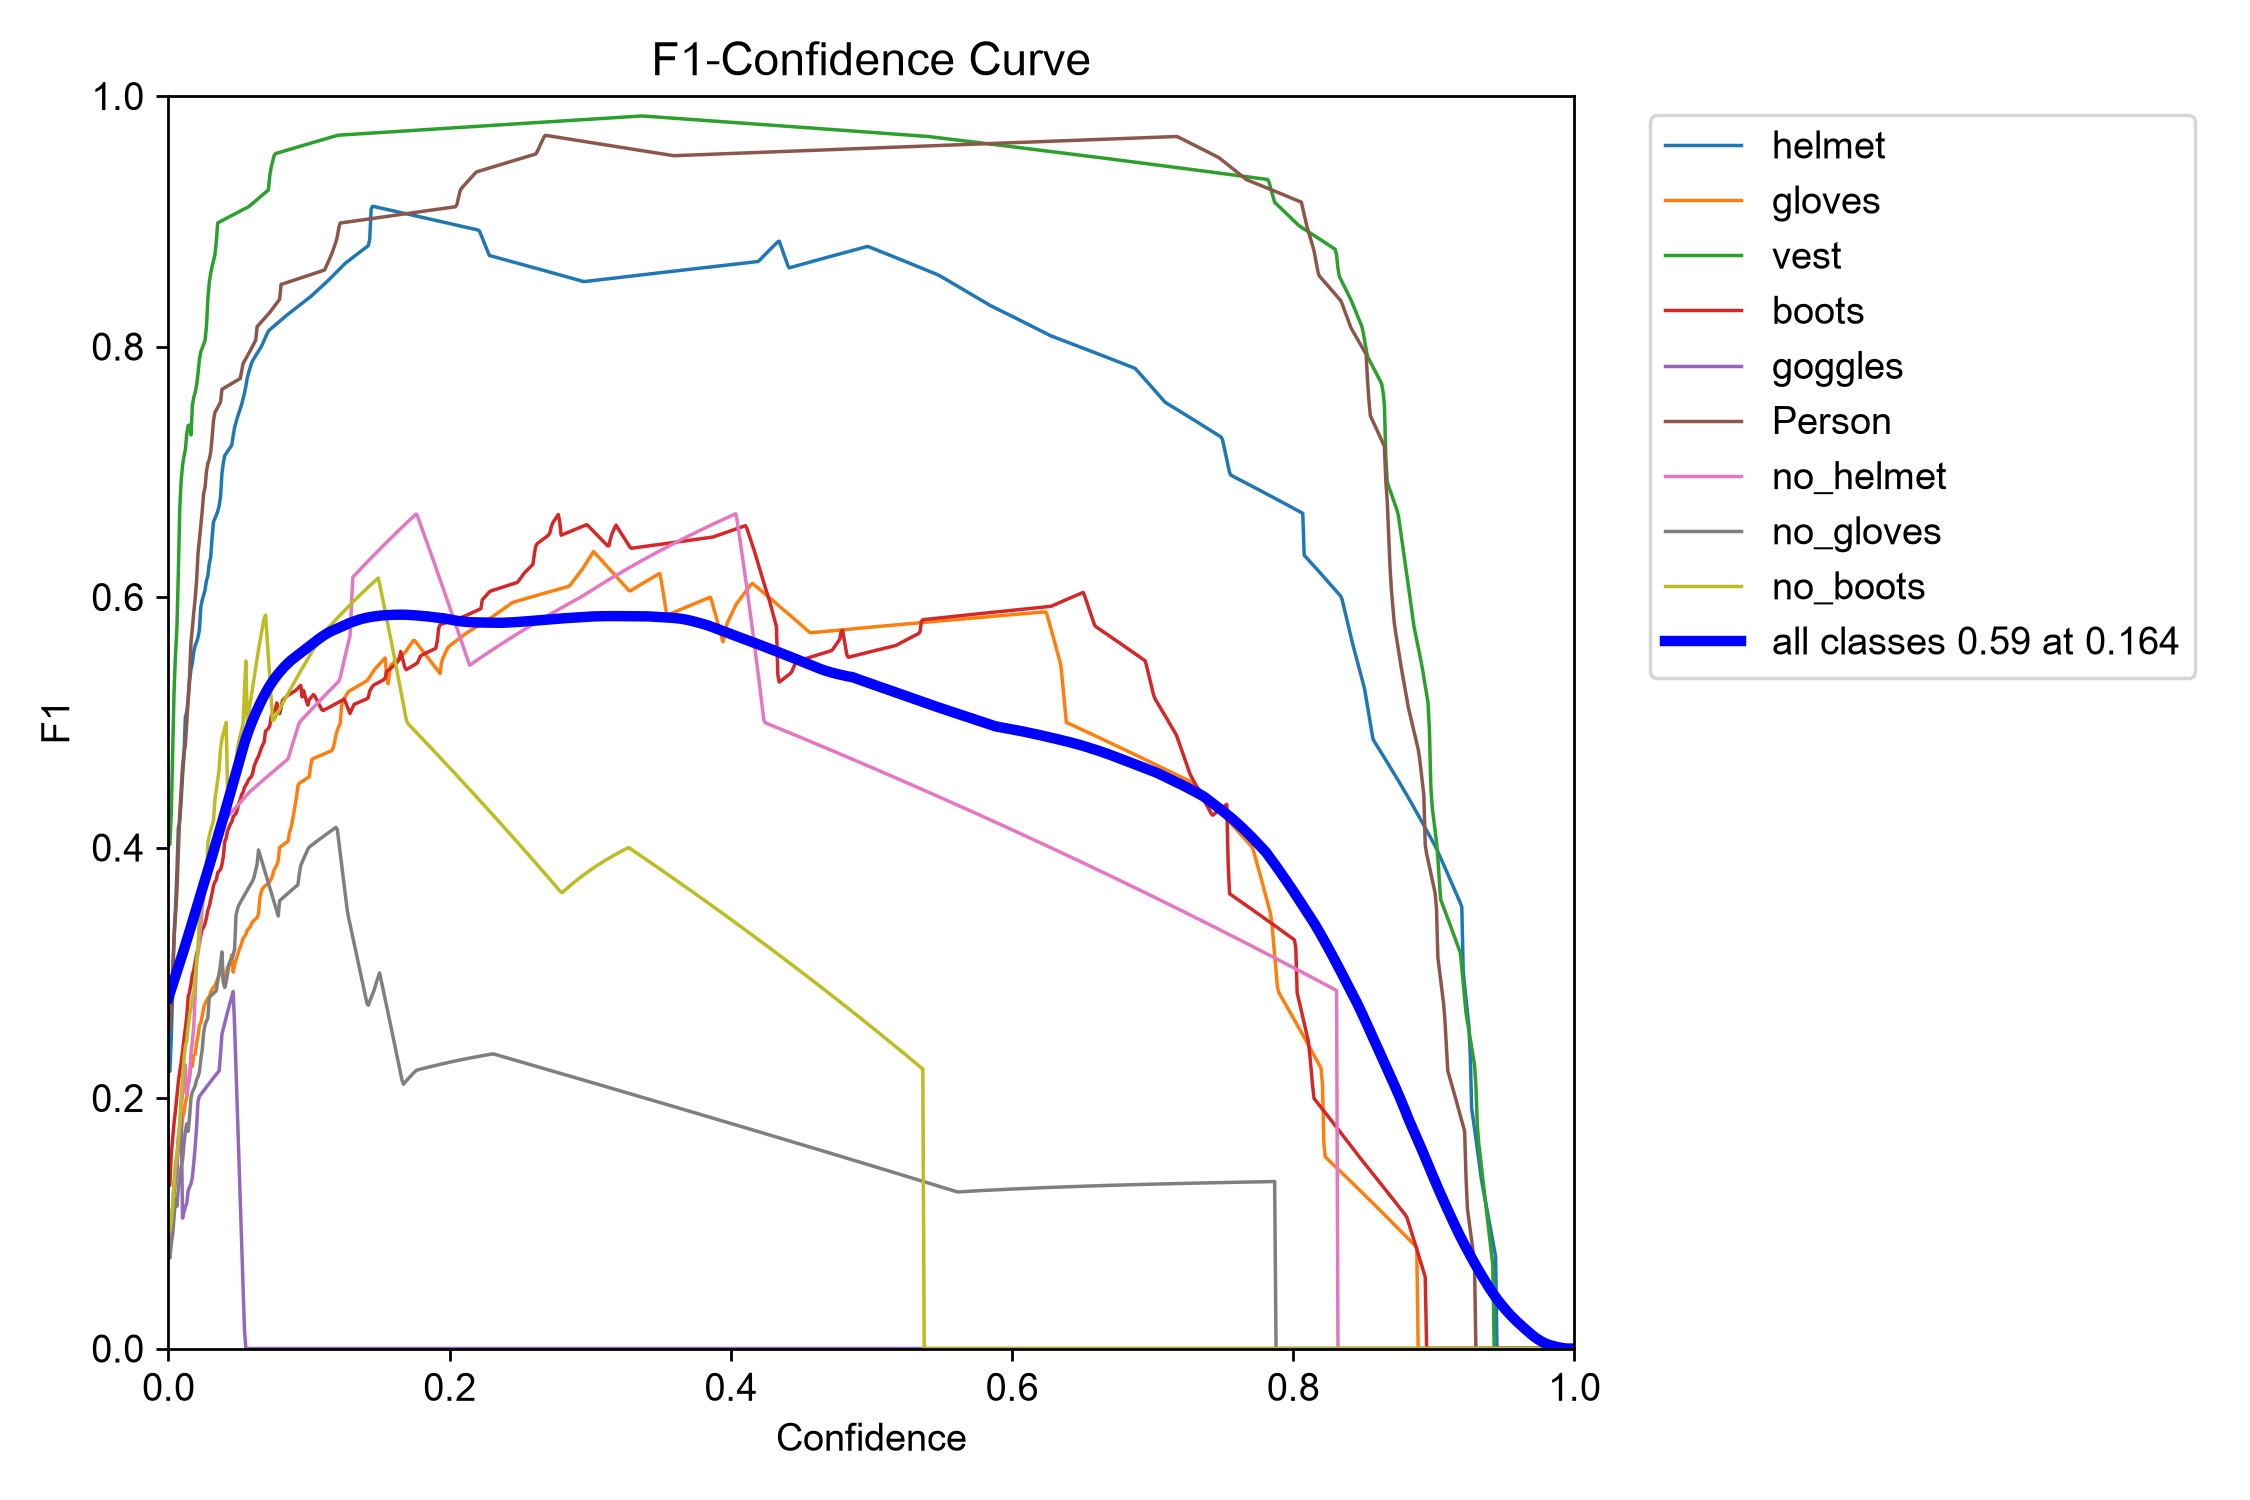 F1-Confidence Curve
1.0
0.8
0.6
0.4
0.2
0.0
F1
0.0 0.2 0.4 0.6 0.8 1.0
Confidence
helmet
gloves
vest
boots
goggles
Person
no_helmet
no_gloves
no_boots
all classes 0.59 at 0.164